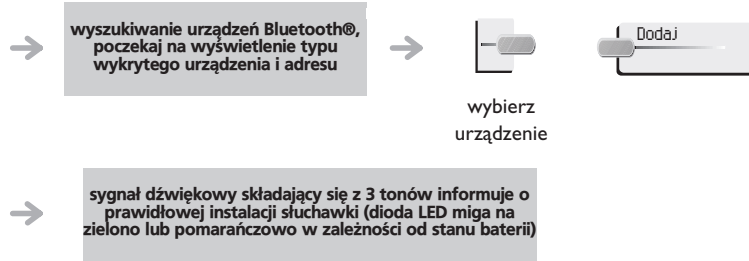 wyszukiwanie urządzeń Bluetooth®,
poczekaj na wyświetlenie typu
wykrytego urządzenia i adresu
Dodaj
wybierz
urządzenie
sygnał dźwiękowy składający się z 3 tonów informuje o
prawidłowej instalacji słuchawki (dioda LED miga na
zielono lub pomarańczowo w zależności od stanu baterii)